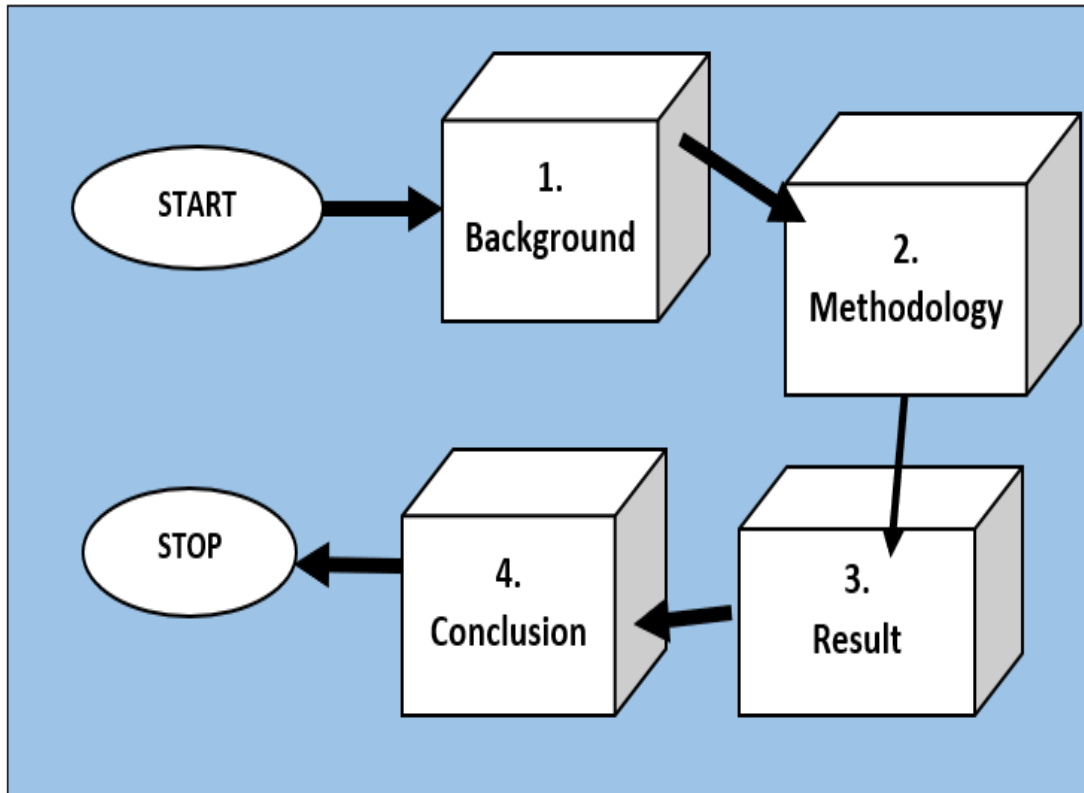 START
1.
Background
2.
Methodology
3.
Result
4.
Conclusion
STOP